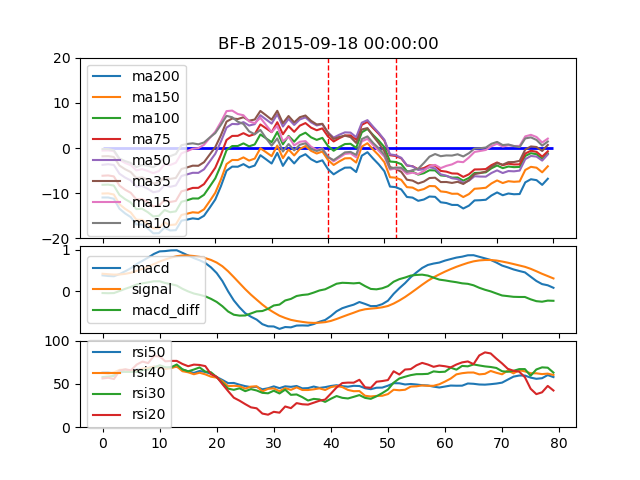 BF-B 2015-09-18 00:00:00
20
10
0
−10
−20
ma200
ma150
ma100
ma75
ma50
ma35
ma15
ma10
1
0
macd
signal
macd_diff
100
50
0
rsi50
rsi40
rsi30
rsi20
0 10 20 30 40 50 60 70 80